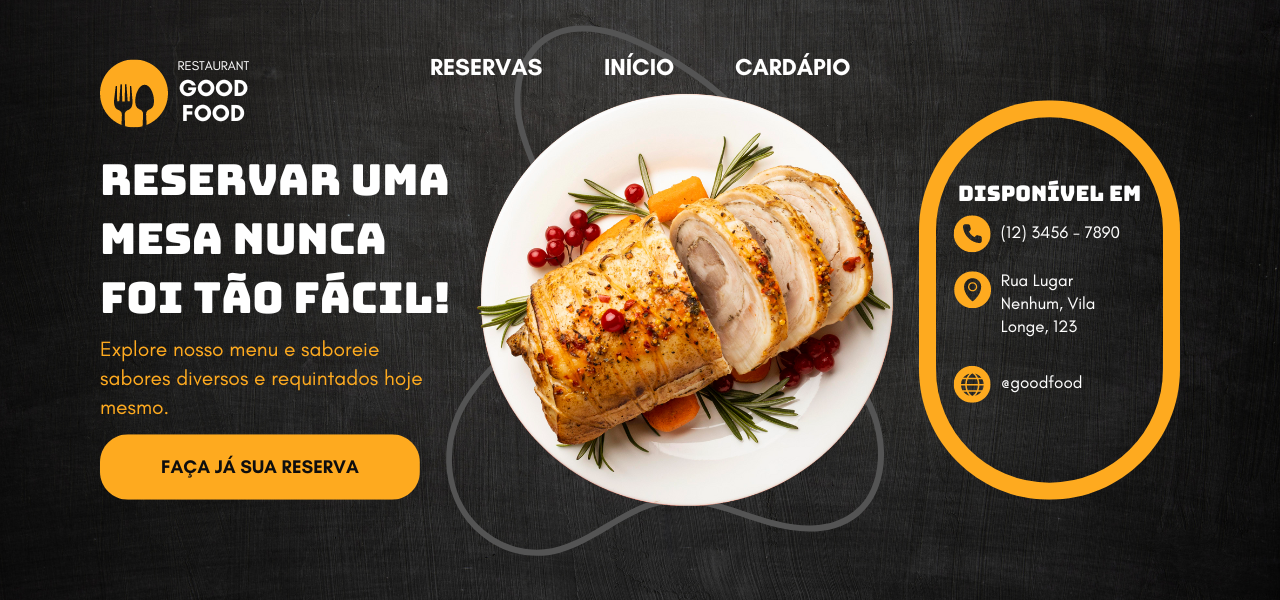 RESTAURANT
GOOD
FOOD
RESERVAS
INÍCIO
CARDÁPIO
RESERVAR UMA
MESA NUNCA
FOI TÃO FÁCIL!
Explore nosso menu e saboreie
sabores diversos e requintados hoje
mesmo.
FAÇA JÁ SUA RESERVA
DISPONÍVEL EM
(12) 3456 - 7890
Rua Lugar
Nenhum, Vila
Longe, 123
@goodfood